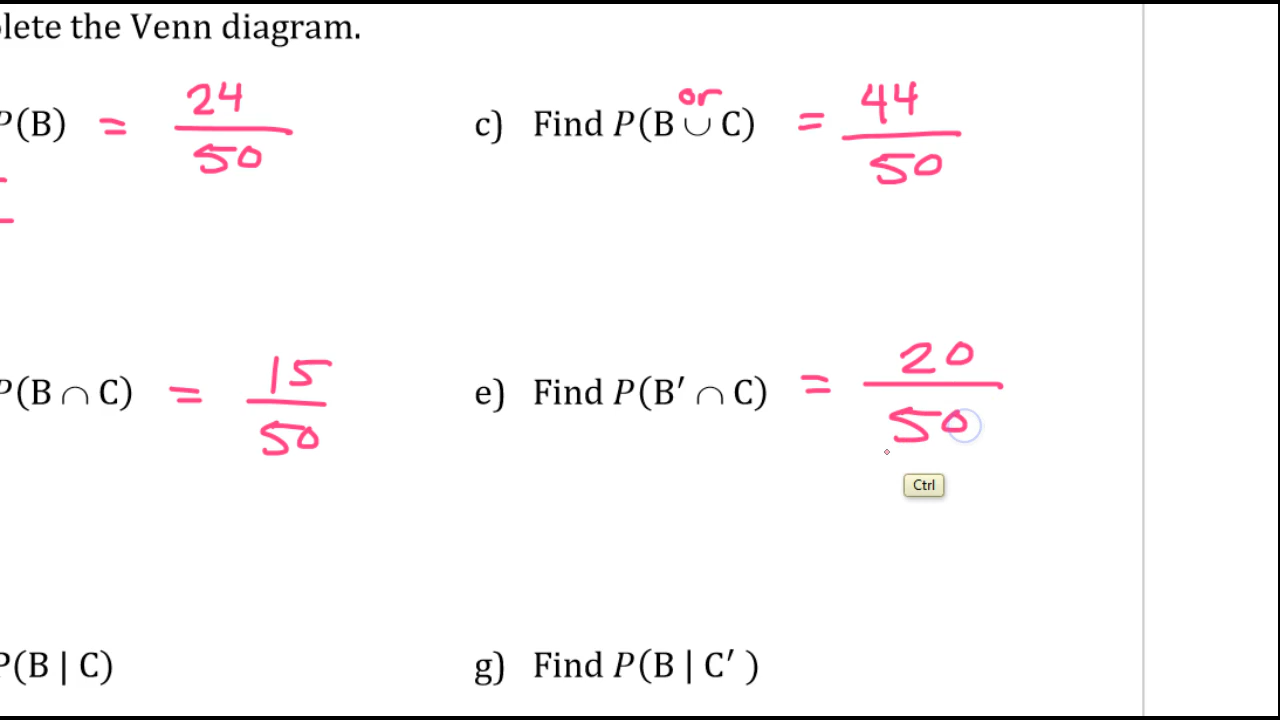 lete the Venn diagram.
P(B) = 24/50
c) Find P(B ∪ C) = 44/50
or
P(B ∩ C) = 15/50
e) Find P(B′ ∩ C) = 20/50
Ctrl
P(B | C)
g) Find P(B | C′ )